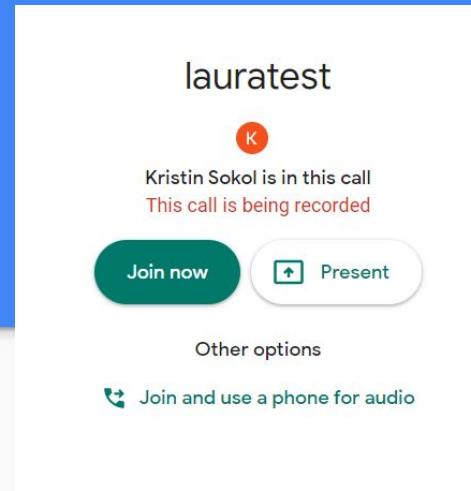 lauratest
K
Kristin Sokol is in this call
This call is being recorded
Join now
Present
Other options
Join and use a phone for audio